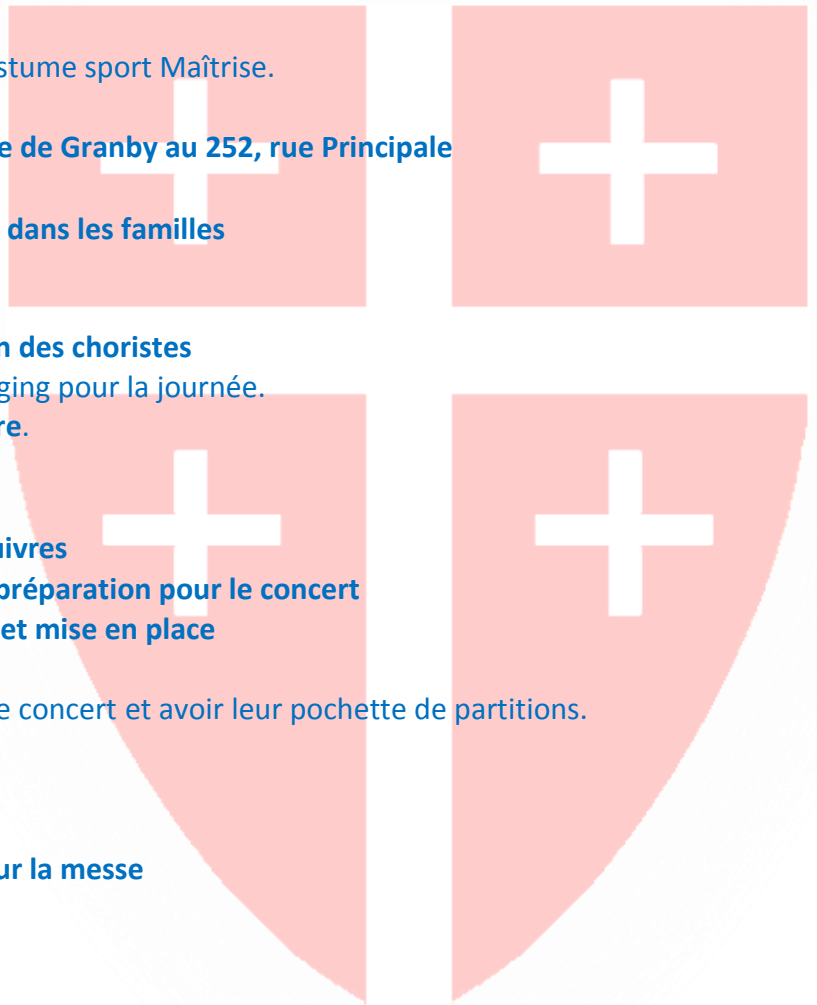 stume sport Maîtrise.
e de Granby au 252, rue Principale
dans les familles
n des choristes
ging pour la journée.
re.
uivres
préparation pour le concert
et mise en place
e concert et avoir leur pochette de partitions.
ur la messe